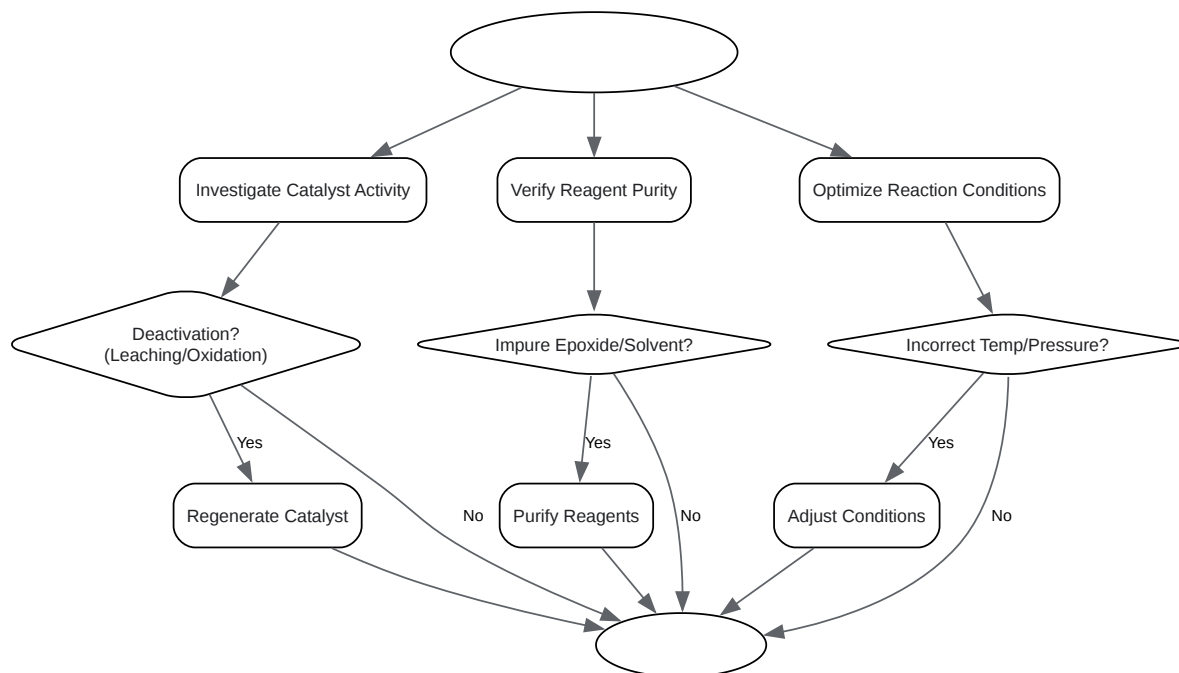 Investigate Catalyst Activity
Verify Reagent Purity
Optimize Reaction Conditions
Deactivation?
(Leaching/Oxidation)
Impure Epoxide/Solvent?
Incorrect Temp/Pressure?
Yes
Yes
Yes
Regenerate Catalyst
No
Purify Reagents
No
Adjust Conditions
No